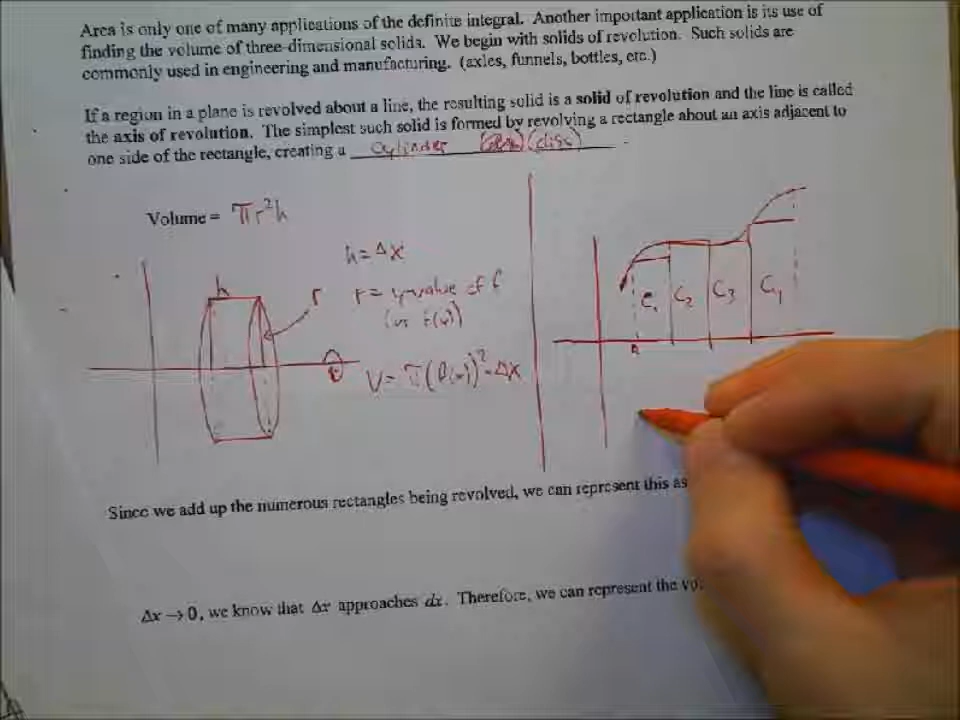 Area is only one of many applications of the definite integral. Another important application is its use of
finding the volume of three-dimensional solids. We begin with solids of revolution. Such solids are
commonly used in engineering and manufacturing. (axles, funnels, bottles, etc.)
If a region in a plane is revolved about a line, the resulting solid is a solid of revolution and the line is called
the axis of revolution. The simplest such solid is formed by revolving a rectangle about an axis adjacent to
one side of the rectangle, creating a cylinder (disc)
Volume = πr²h
h = Δx
h
r
r = y-value of f
(or f(x))
V = π(f(x))²·Δx
C₁ C₂ C₃ C₄
a
Since we add up the numerous rectangles being revolved, we can represent this as
Δx → 0, we know that Δx approaches dx. Therefore, we can represent the vo